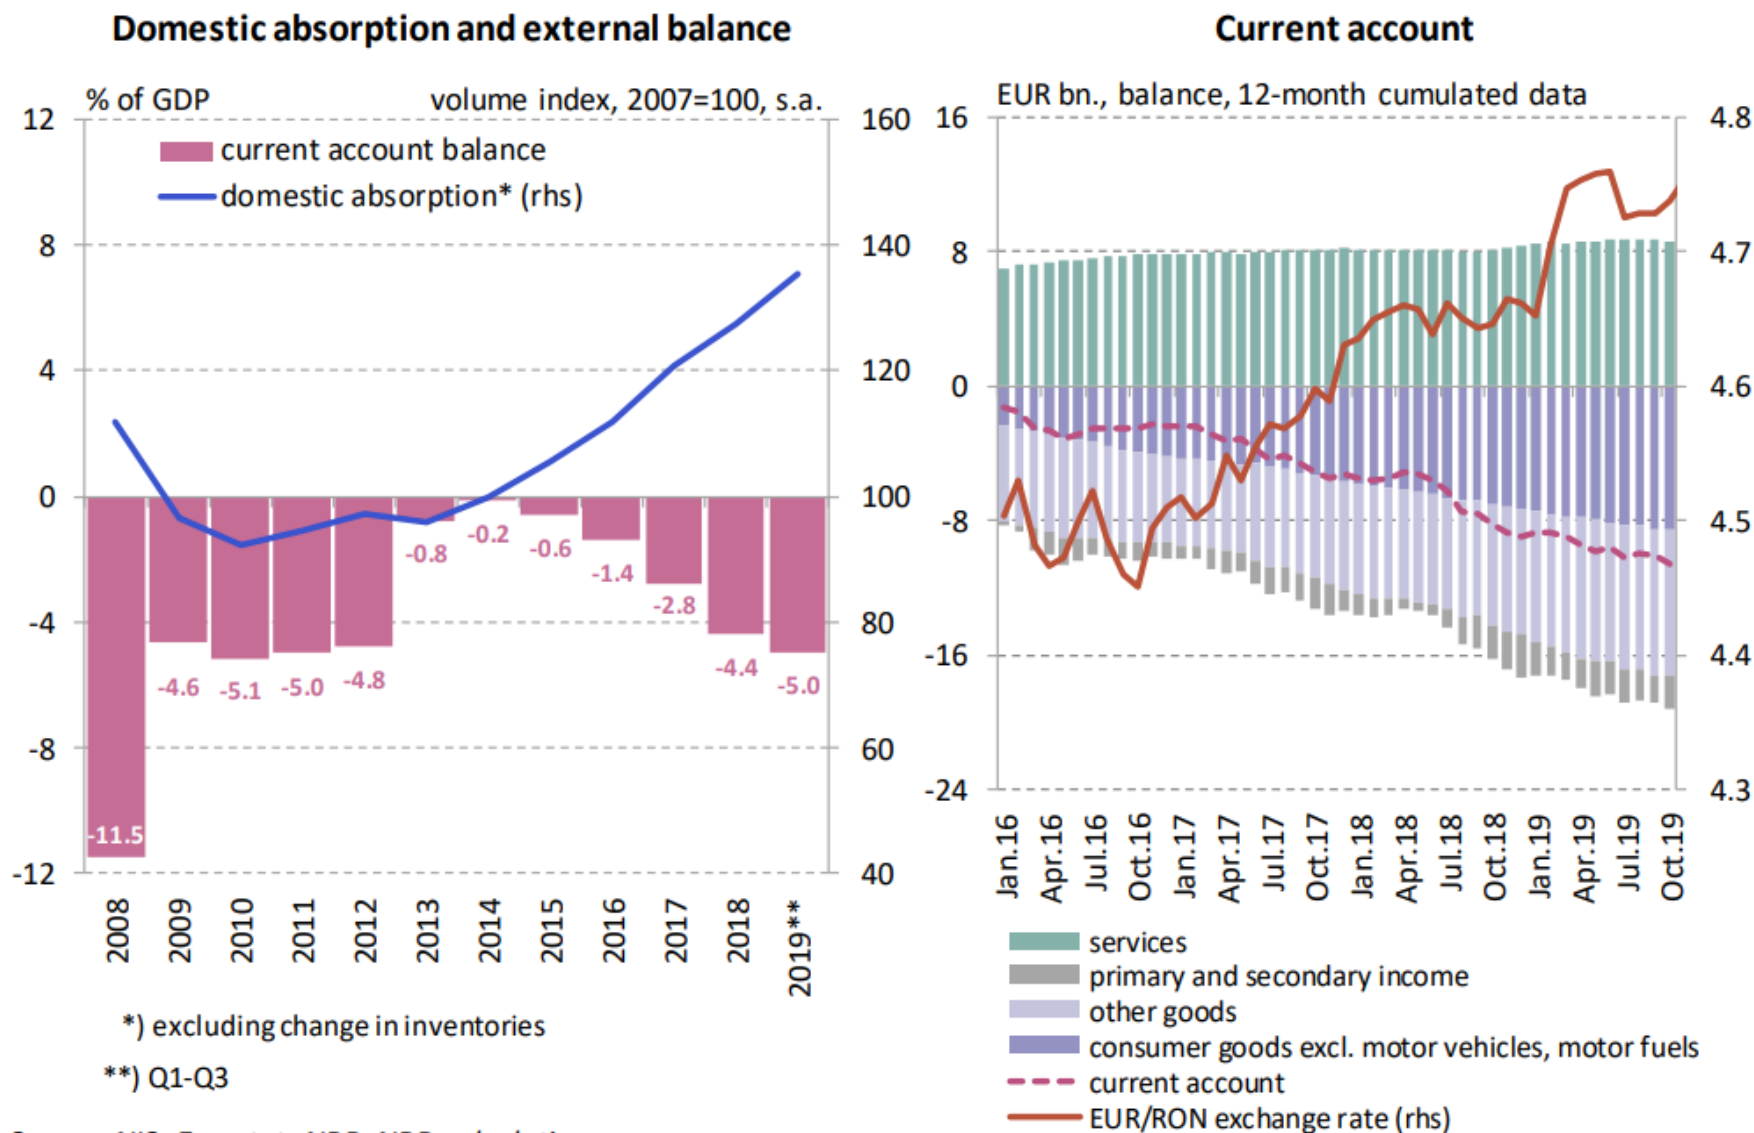 Domestic absorption and external balance
% of GDP
volume index, 2007=100, s.a.
current account balance
domestic absorption* (rhs)
12
8
4
0
-4
-8
-12
160
140
120
100
80
60
40
-11.5
-4.6
-5.1
-5.0
-4.8
-0.8
-0.2
-0.6
-1.4
-2.8
-4.4
-5.0
2008
2009
2010
2011
2012
2013
2014
2015
2016
2017
2018
2019**
*) excluding change in inventories
**) Q1-Q3
Current account
EUR bn., balance, 12-month cumulated data
16
8
0
-8
-16
-24
4.8
4.7
4.6
4.5
4.4
4.3
Jan.16
Apr.16
Jul.16
Oct.16
Jan.17
Apr.17
Jul.17
Oct.17
Jan.18
Apr.18
Jul.18
Oct.18
Jan.19
Apr.19
Jul.19
Oct.19
services
primary and secondary income
other goods
consumer goods excl. motor vehicles, motor fuels
current account
EUR/RON exchange rate (rhs)